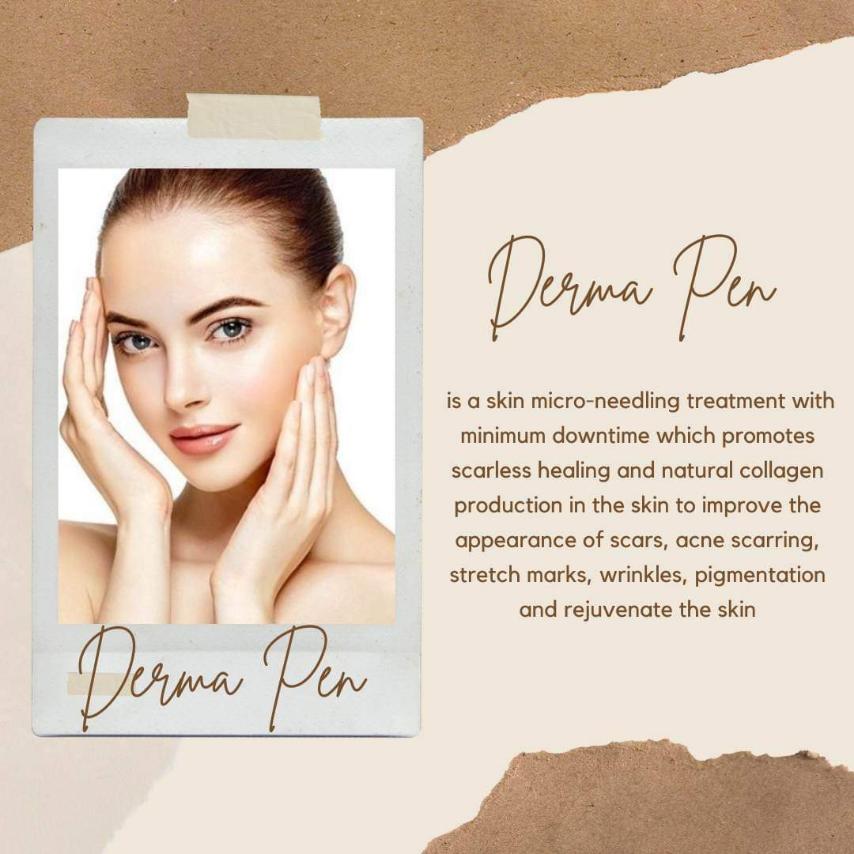 Derma Pen
Derma Pen
is a skin micro-needling treatment with
minimum downtime which promotes
scarless healing and natural collagen
production in the skin to improve the
appearance of scars, acne scarring,
stretch marks, wrinkles, pigmentation
and rejuvenate the skin